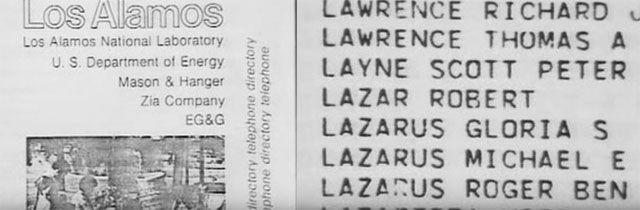 Los Alamos
Los Alamos National Laboratory
U. S. Department of Energy
Mason & Hanger
Zia Company
EG&G
directory telephone directory
directory telephone
LAWRENCE RICHARD J
LAWRENCE THOMAS A
LAYNE SCOTT PETER
LAZAR ROBERT
LAZARUS GLORIA S
LAZARUS MICHAEL E
LAZARUS ROGER BEN